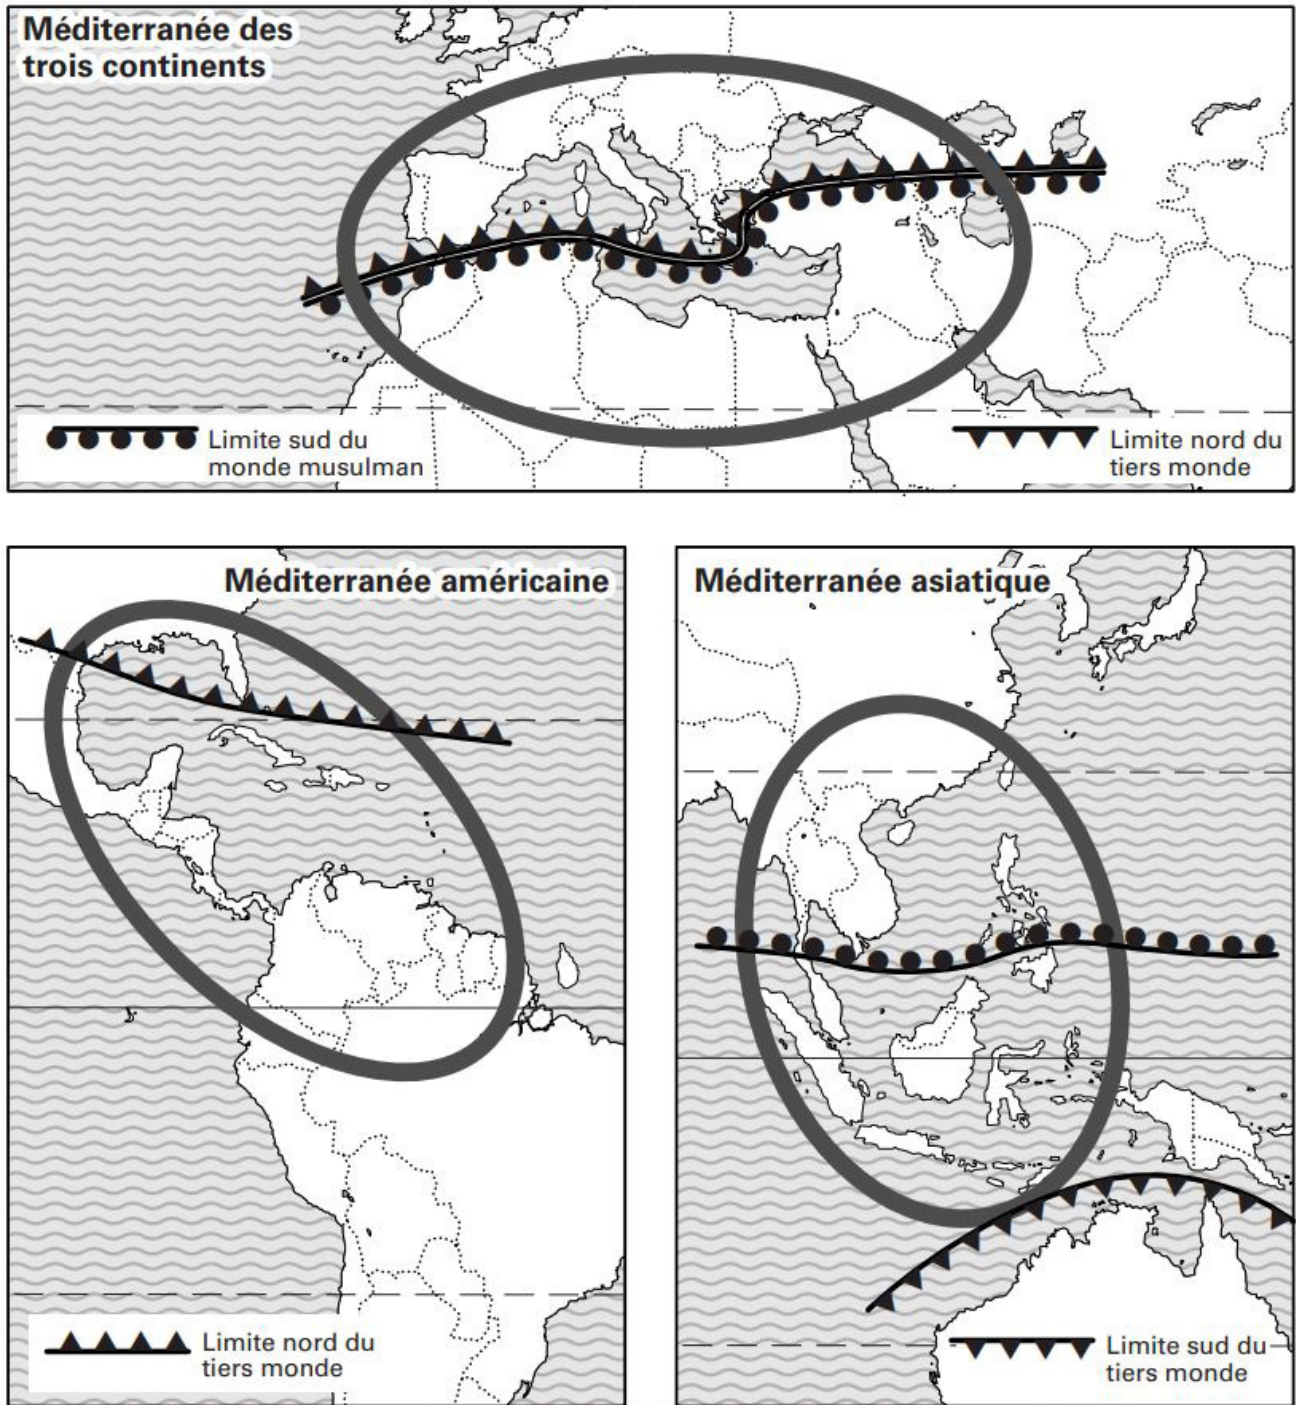 Méditerranée des
trois continents
Limite sud du
monde musulman
Limite nord du
tiers monde
Méditerranée américaine
Limite nord du
tiers monde
Méditerranée asiatique
Limite sud du
tiers monde